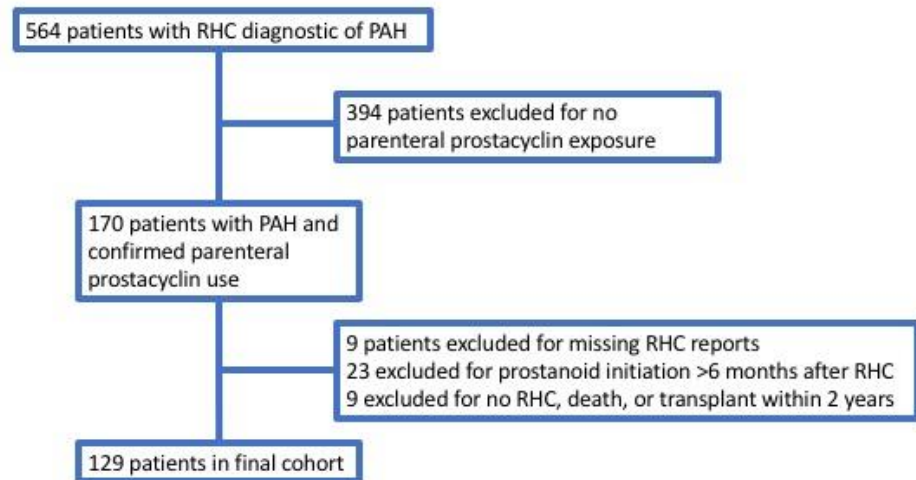 564 patients with RHC diagnostic of PAH
394 patients excluded for no
parenteral prostacyclin exposure
170 patients with PAH and
confirmed parenteral
prostacyclin use
9 patients excluded for missing RHC reports
23 excluded for prostanoid initiation >6 months after RHC
9 excluded for no RHC, death, or transplant within 2 years
129 patients in final cohort